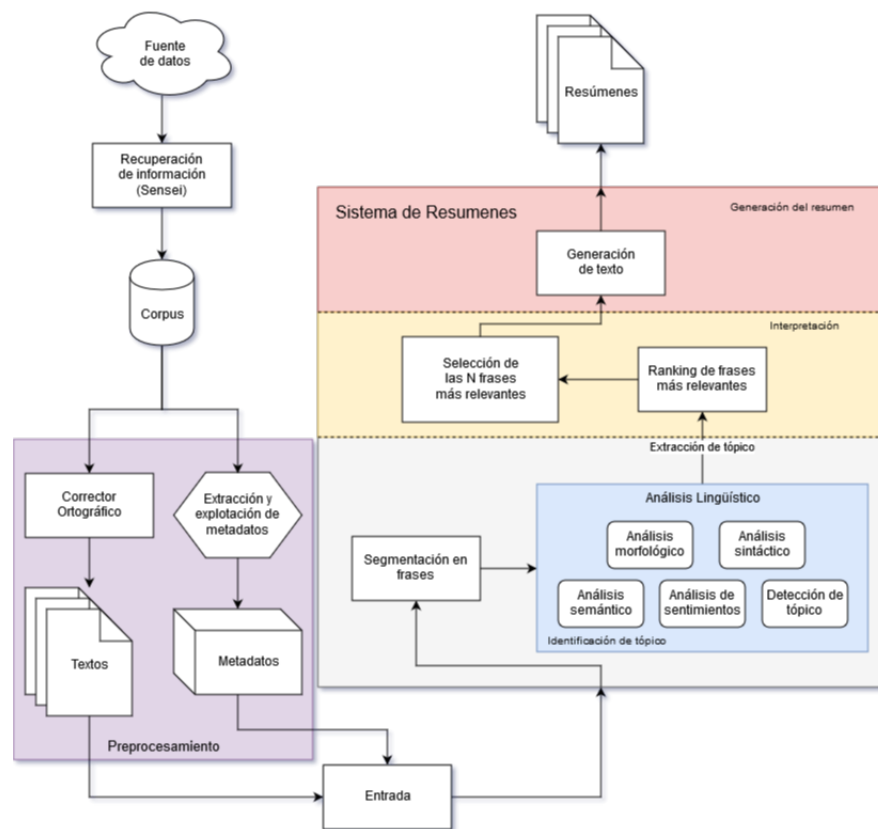 Fuente
de datos
Recuperación
de información
(Sensei)
Corpus
Corrector
Ortográfico
Extracción y
explotación de
metadatos
Textos
Metadatos
Preprocesamiento
Entrada
Resúmenes
Sistema de Resumenes
Generación del resumen
Generación
de texto
Interpretación
Selección de
las N frases
más relevantes
Ranking de frases
más relevantes
Extracción de tópico
Segmentación en
frases
Análisis Lingüístico
Análisis
morfológico
Análisis
sintáctico
Análisis
semántico
Análisis de
sentimientos
Detección de
tópico
Identificación de tópico